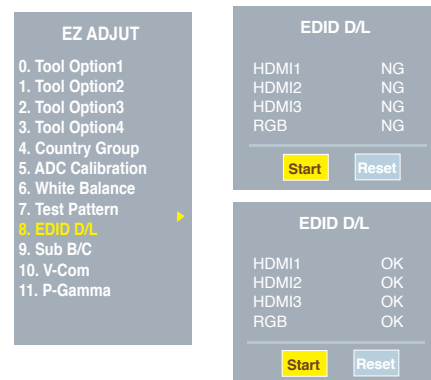 EZ ADJUT
0. Tool Option1
1. Tool Option2
2. Tool Option3
3. Tool Option4
4. Country Group
5. ADC Calibration
6. White Balance
7. Test Pattern
8. EDID D/L
9. Sub B/C
10. V-Com
11. P-Gamma
EDID D/L
HDMI1 NG
HDMI2 NG
HDMI3 NG
RGB NG
Start Reset
EDID D/L
HDMI1 OK
HDMI2 OK
HDMI3 OK
RGB OK
Start Reset